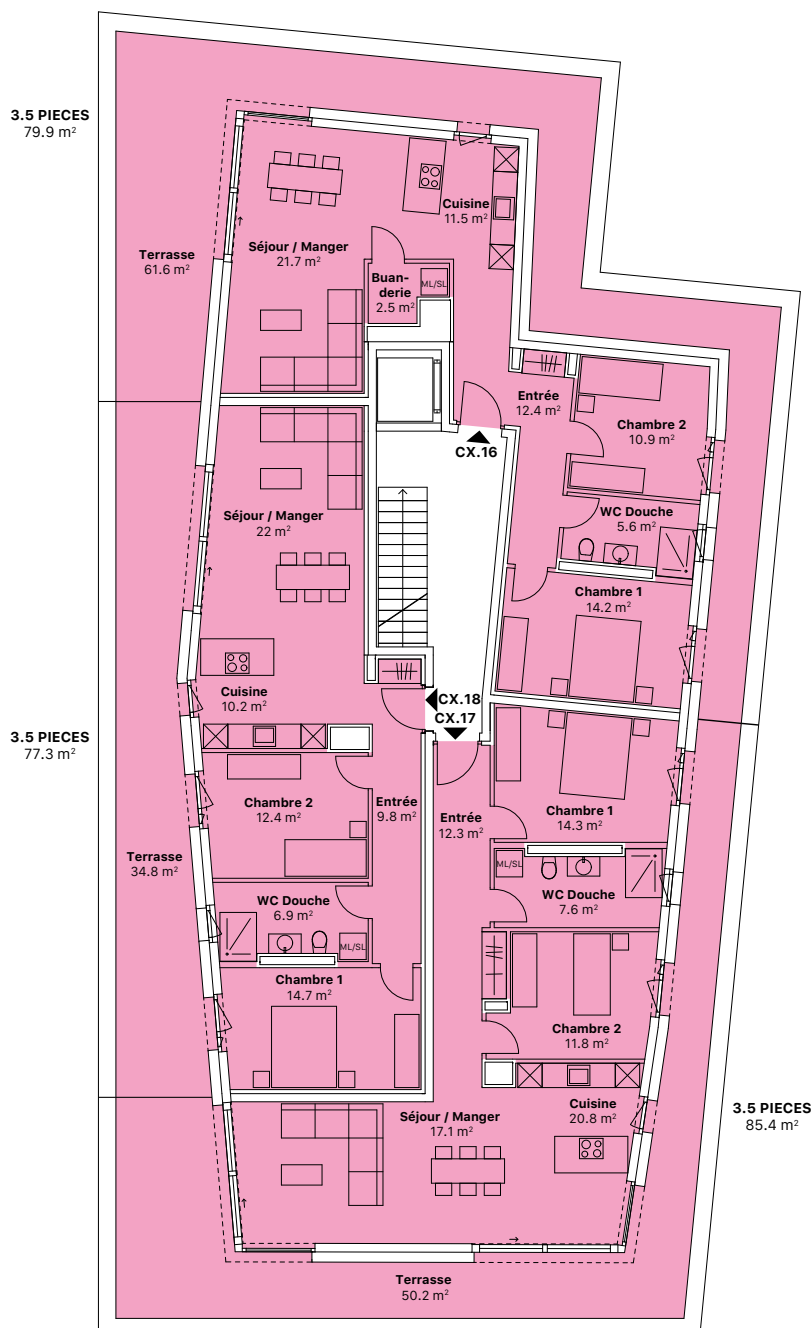 3.5 PIECES
79.9 m²
Cuisine
11.5 m²
Séjour / Manger
21.7 m²
Terrasse
61.6 m²
Buan-
derie
2.5 m²
ML/SL
Entrée
12.4 m²
Chambre 2
10.9 m²
CX.16
Séjour / Manger
22 m²
WC Douche
5.6 m²
Chambre 1
14.2 m²
Cuisine
10.2 m²
CX.18
CX.17
3.5 PIECES
77.3 m²
Chambre 2
12.4 m²
Entrée
9.8 m²
Entrée
12.3 m²
Chambre 1
14.3 m²
Terrasse
34.8 m²
ML/SL
WC Douche
7.6 m²
WC Douche
6.9 m²
ML/SL
Chambre 1
14.7 m²
Chambre 2
11.8 m²
Séjour / Manger
17.1 m²
Cuisine
20.8 m²
3.5 PIECES
85.4 m²
Terrasse
50.2 m²